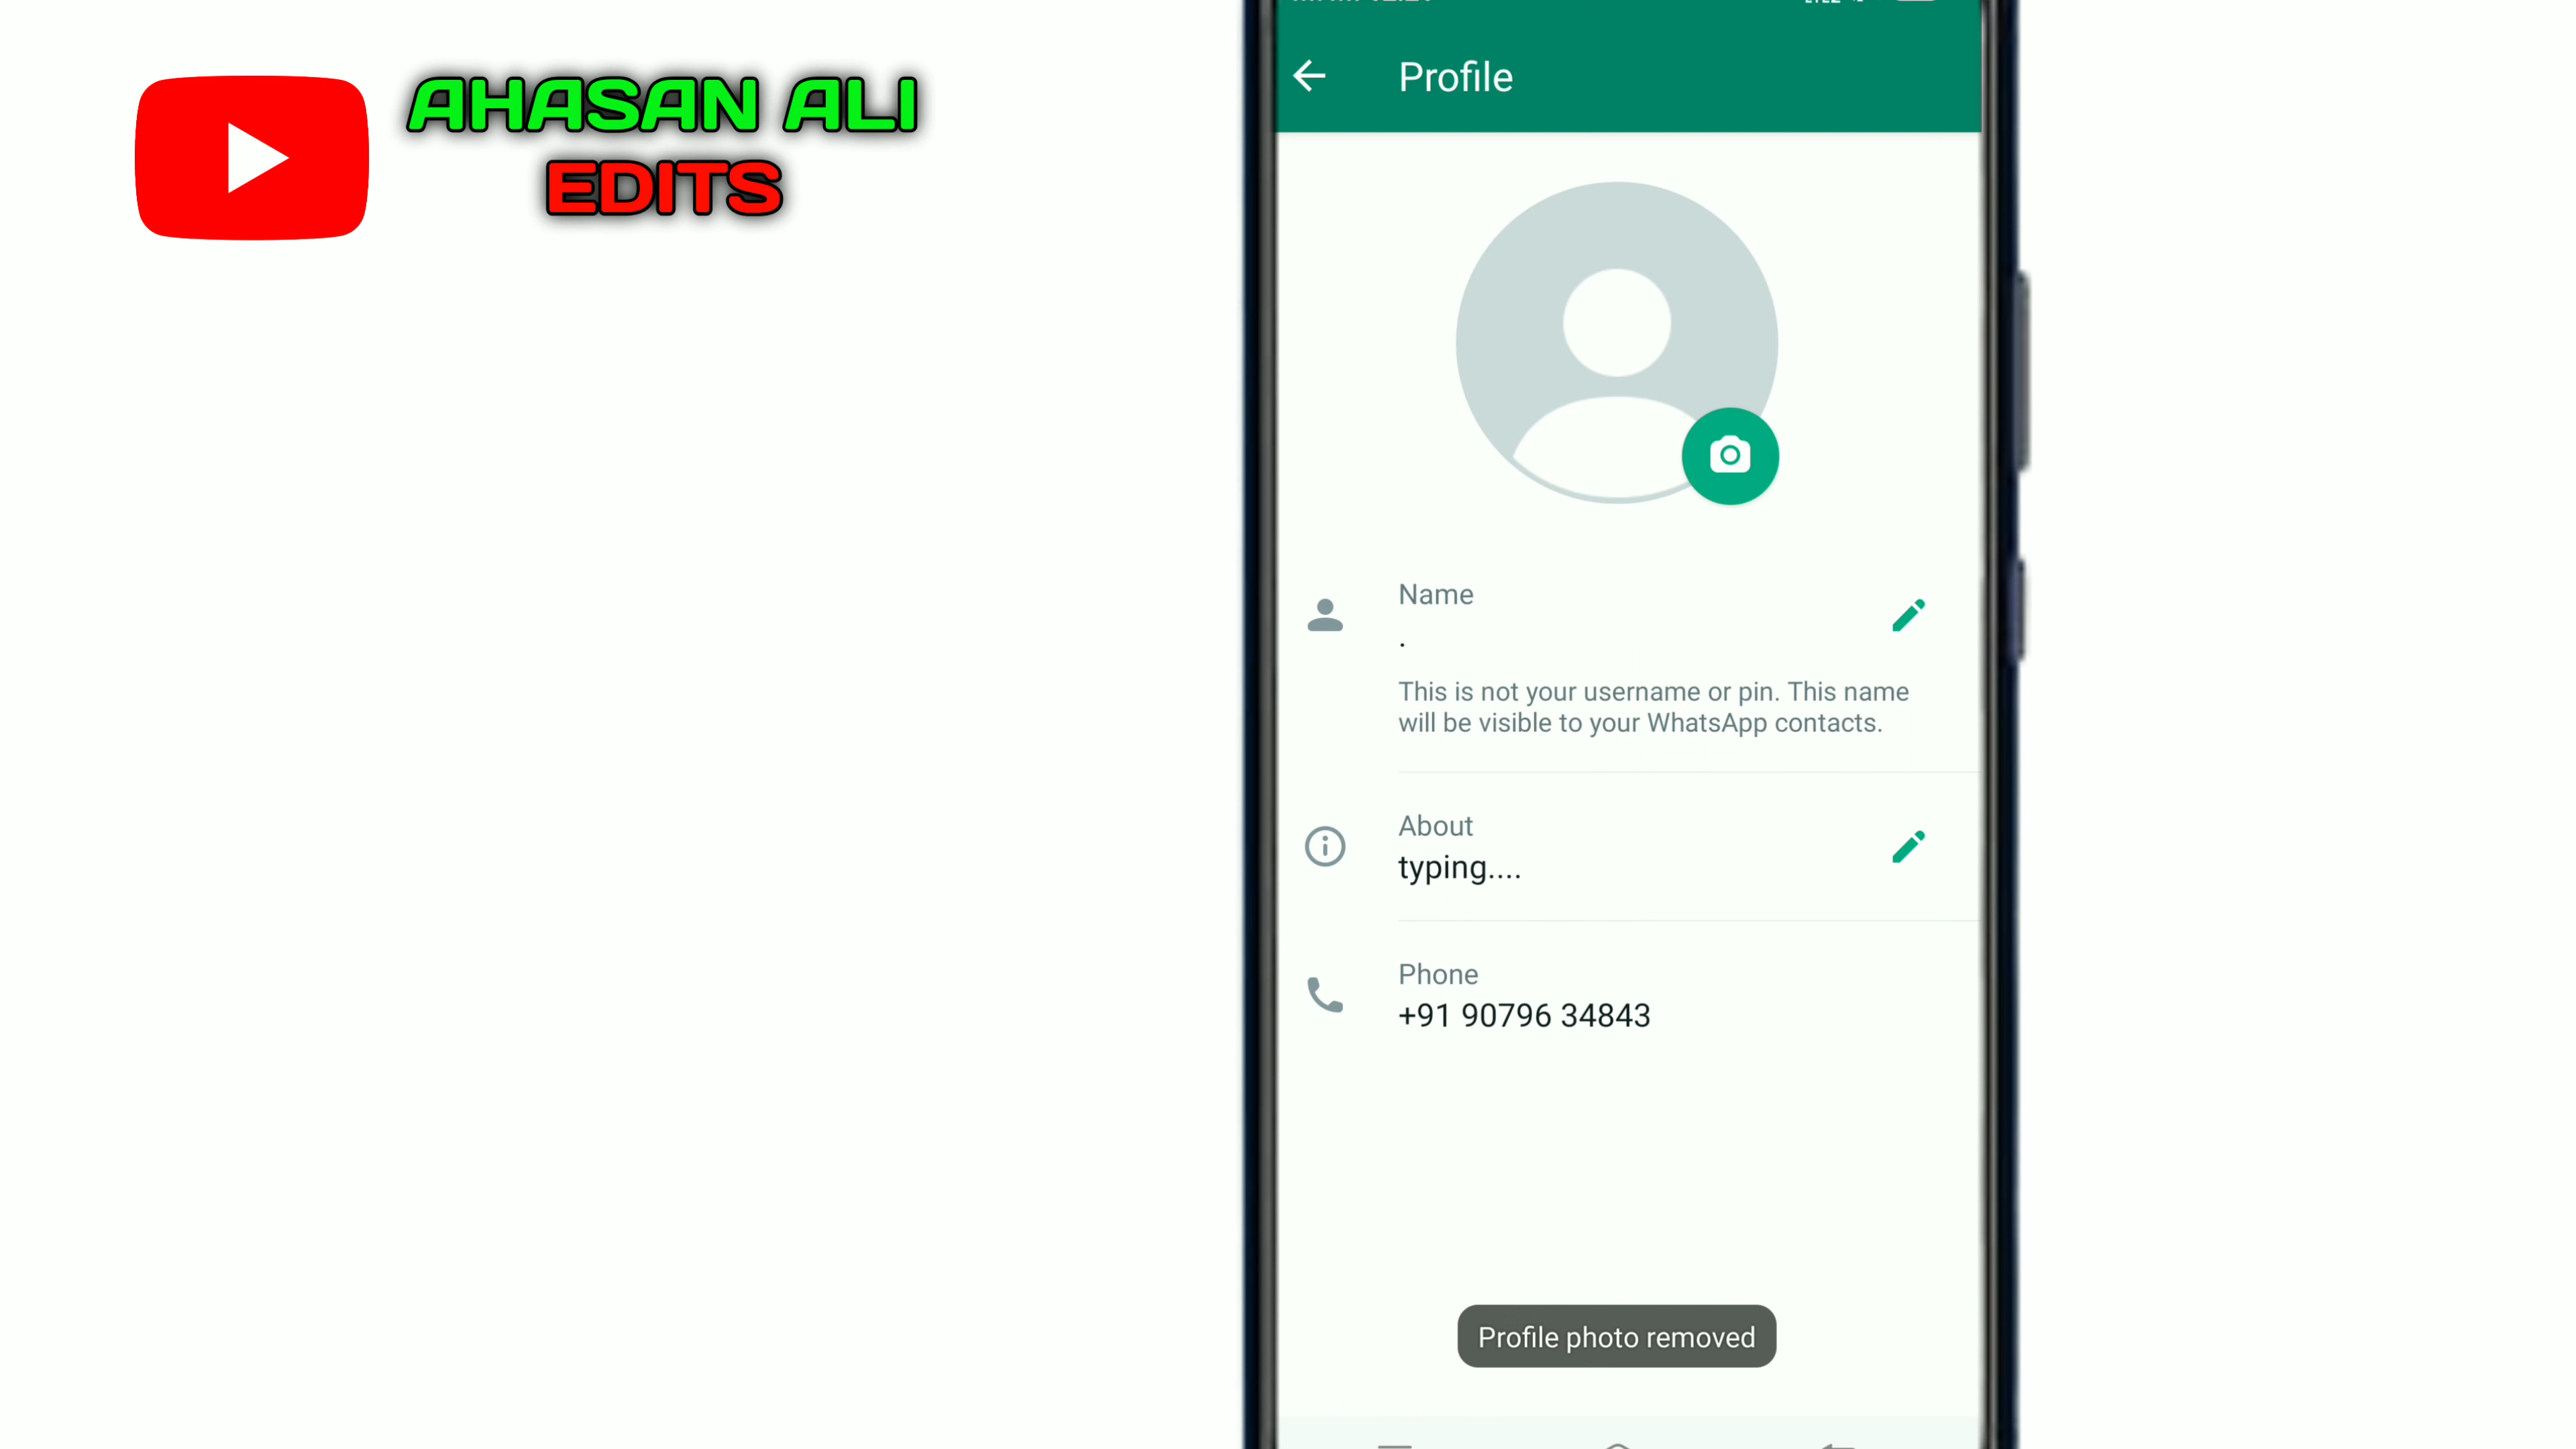 AHASAN ALI
EDITS
Profile
Name
.
This is not your username or pin. This name
will be visible to your WhatsApp contacts.
About
typing....
Phone
+91 90796 34843
Profile photo removed